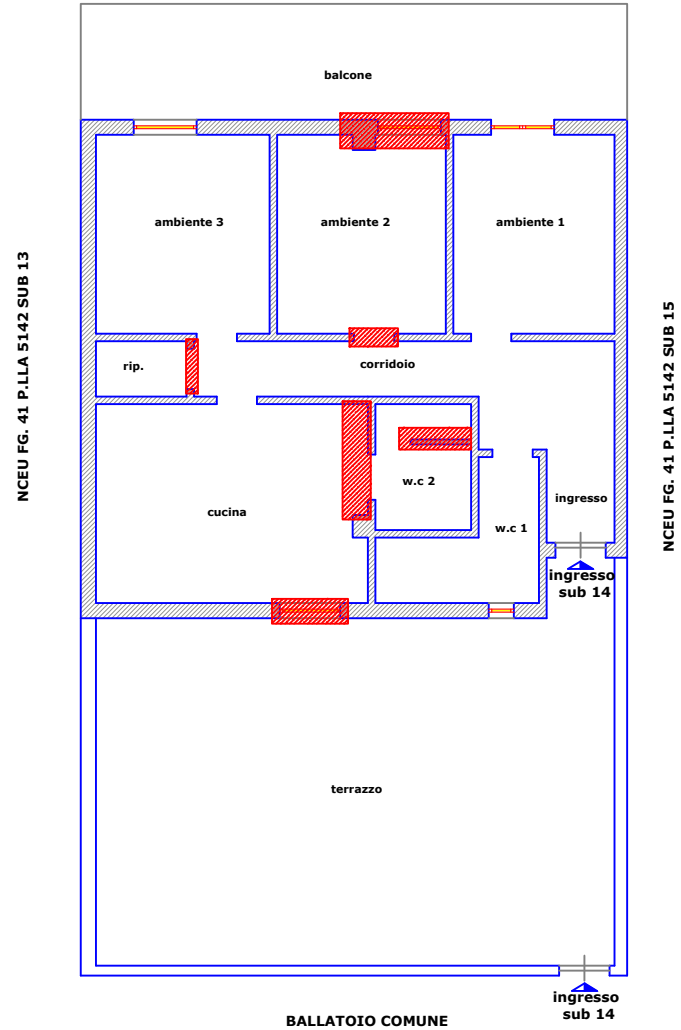 balcone
ambiente 3
ambiente 2
ambiente 1
NCEU FG. 41 P.LLA 5142 SUB 13
NCEU FG. 41 P.LLA 5142 SUB 15
rip.
corridoio
w.c 2
cucina
w.c 1
ingresso
ingresso
sub 14
terrazzo
ingresso
sub 14
BALLATOIO COMUNE